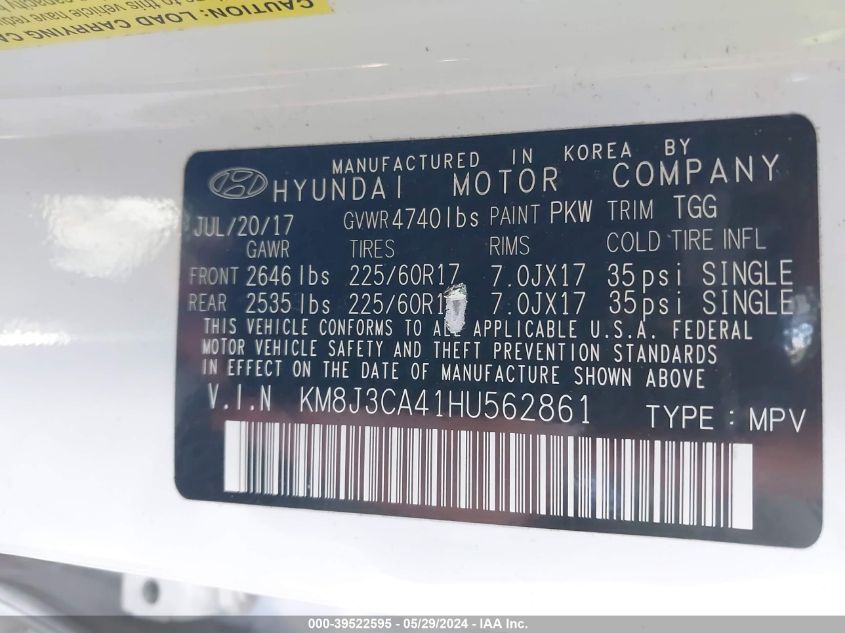 CAUTION: LOAD CARRYING CA
MANUFACTURED IN KOREA BY
HYUNDAI MOTOR COMPANY
JUL/20/17 GVWR 4740 lbs PAINT PKW TRIM TGG
GAWR TIRES RIMS COLD TIRE INFL
FRONT 2646 lbs 225/60R17 7.0JX17 35psi SINGLE
REAR 2535 lbs 225/60R1 7.0JX17 35psi SINGLE
THIS VEHICLE CONFORMS TO ALL APPLICABLE U.S.A. FEDERAL
MOTOR VEHICLE SAFETY AND THEFT PREVENTION STANDARDS
IN EFFECT ON THE DATE OF MANUFACTURE SHOWN ABOVE
V.I.N KM8J3CA41HU562861 TYPE : MPV
000-39522595 - 05/29/2024 - IAA Inc.